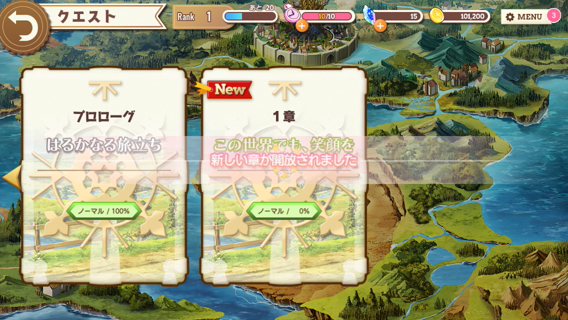 クエスト
Rank 1
あと 20
10/10
15
101,200
MENU
3
プロローグ
はるかなる旅立ち
ノーマル / 100%
New
1章
この世界でも、笑顔を
新しい章が開放されました
ノーマル / 0%